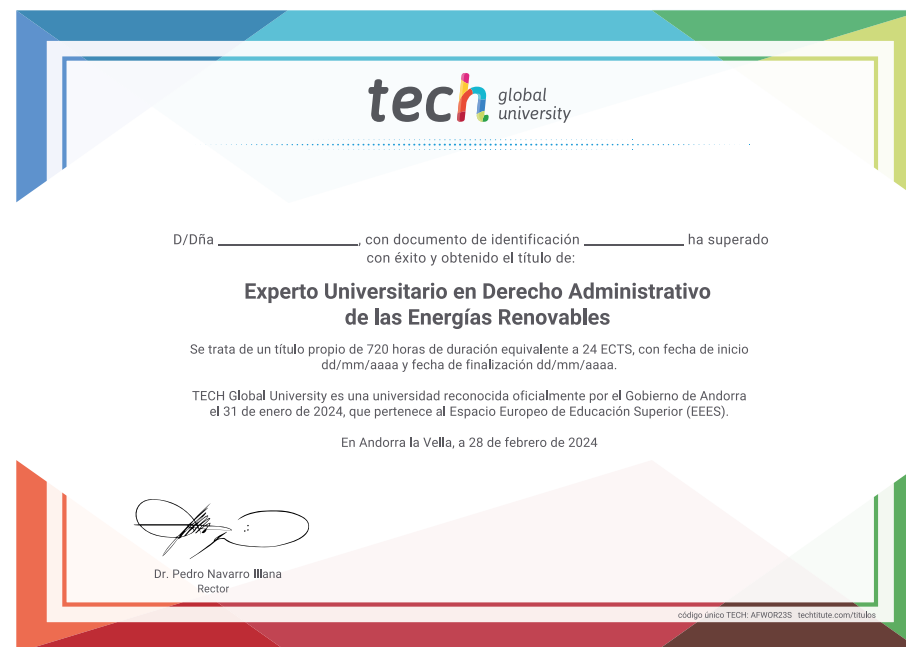 tech global university
D/Dña ____________________, con documento de identificación ______________ ha superado
con éxito y obtenido el título de:
Experto Universitario en Derecho Administrativo
de las Energías Renovables
Se trata de un título propio de 720 horas de duración equivalente a 24 ECTS, con fecha de inicio
dd/mm/aaaa y fecha de finalización dd/mm/aaaa.
TECH Global University es una universidad reconocida oficialmente por el Gobierno de Andorra
el 31 de enero de 2024, que pertenece al Espacio Europeo de Educación Superior (EEES).
En Andorra la Vella, a 28 de febrero de 2024
Dr. Pedro Navarro Illana
Rector
código único TECH: AFWOR23S techtitute.com/titulos